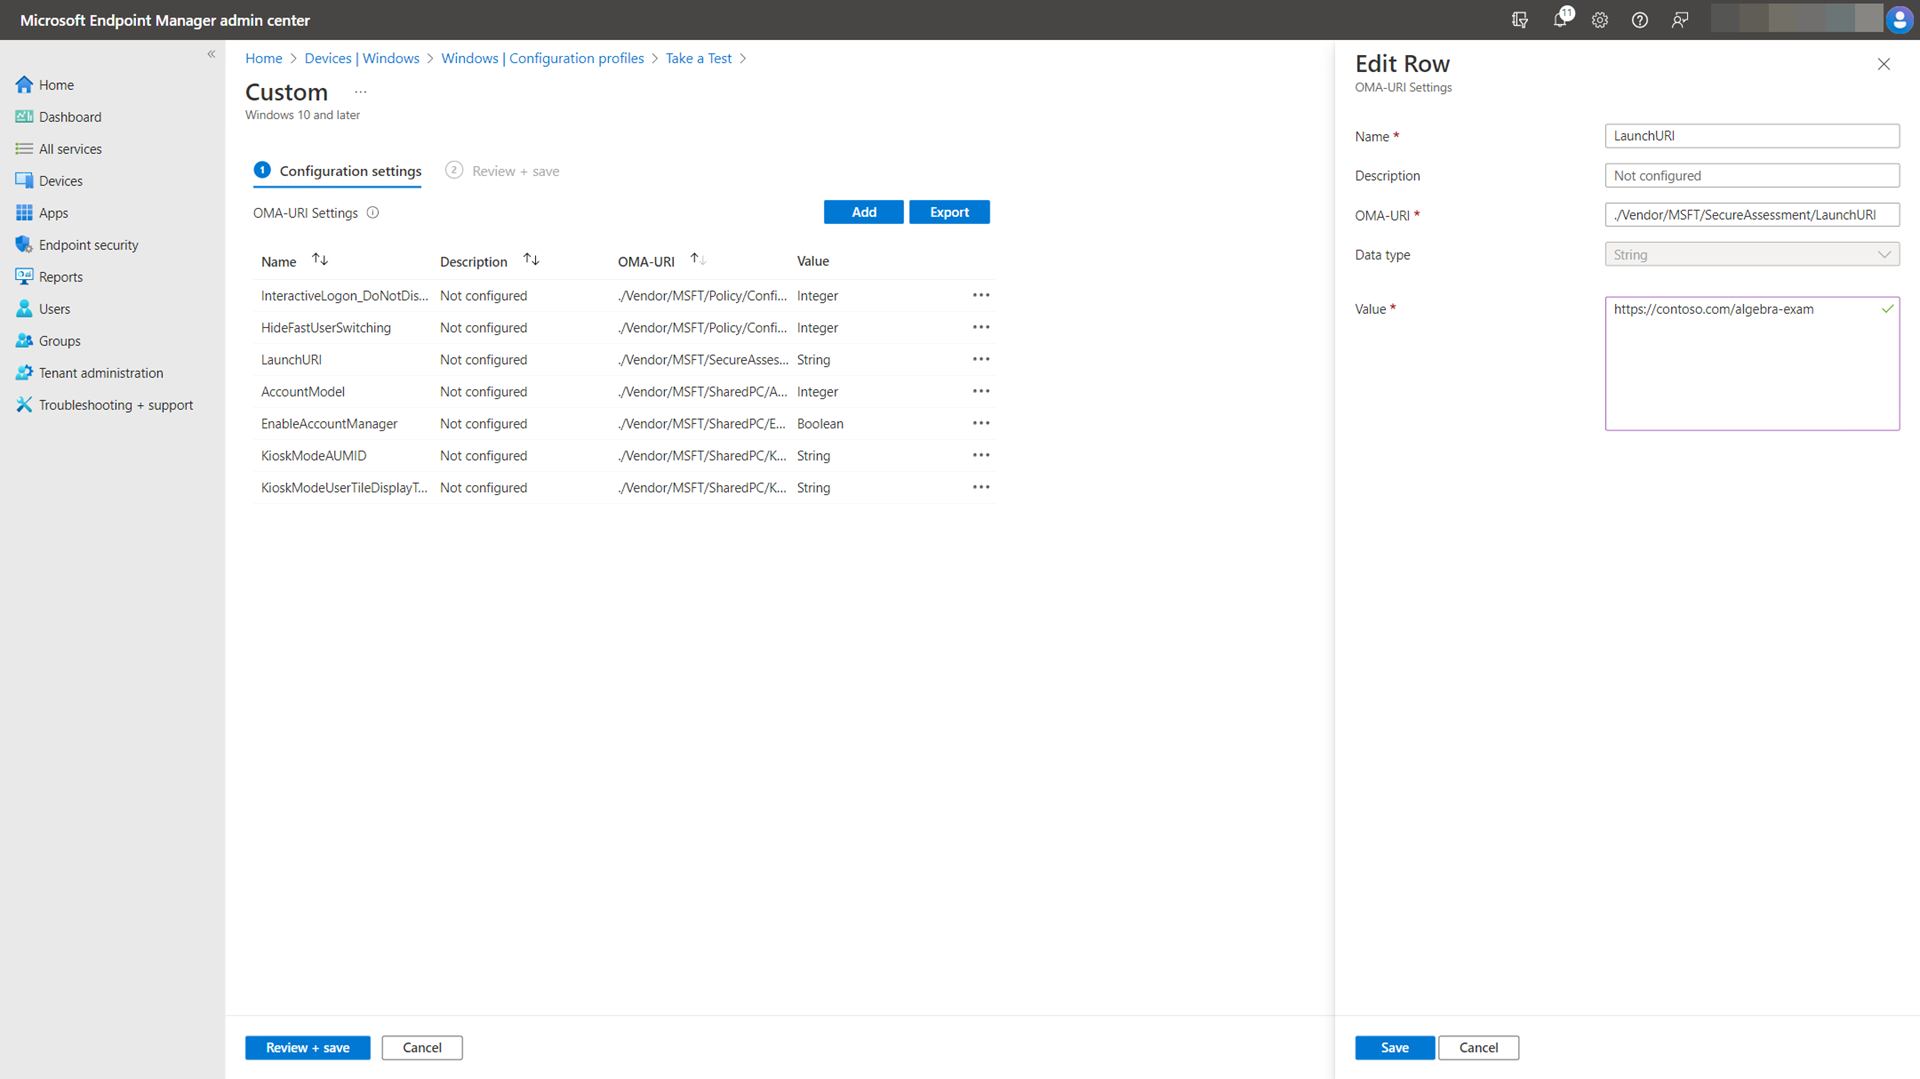 Microsoft Endpoint Manager admin center
11
Home
Dashboard
All services
Devices
Apps
Endpoint security
Reports
Users
Groups
Tenant administration
Troubleshooting + support
Home > Devices | Windows > Windows | Configuration profiles > Take a Test >
Custom ...
Windows 10 and later
1 Configuration settings 2 Review + save
OMA-URI Settings
Add Export
Name Description OMA-URI Value
InteractiveLogon_DoNotDis... Not configured ./Vendor/MSFT/Policy/Confi... Integer
HideFastUserSwitching Not configured ./Vendor/MSFT/Policy/Confi... Integer
LaunchURI Not configured ./Vendor/MSFT/SecureAsses... String
AccountModel Not configured ./Vendor/MSFT/SharedPC/A... Integer
EnableAccountManager Not configured ./Vendor/MSFT/SharedPC/E... Boolean
KioskModeAUMID Not configured ./Vendor/MSFT/SharedPC/K... String
KioskModeUserTileDisplayT... Not configured ./Vendor/MSFT/SharedPC/K... String
Review + save Cancel
Edit Row
OMA-URI Settings
Name * LaunchURI
Description Not configured
OMA-URI * ./Vendor/MSFT/SecureAssessment/LaunchURI
Data type String
Value * https://contoso.com/algebra-exam
Save Cancel